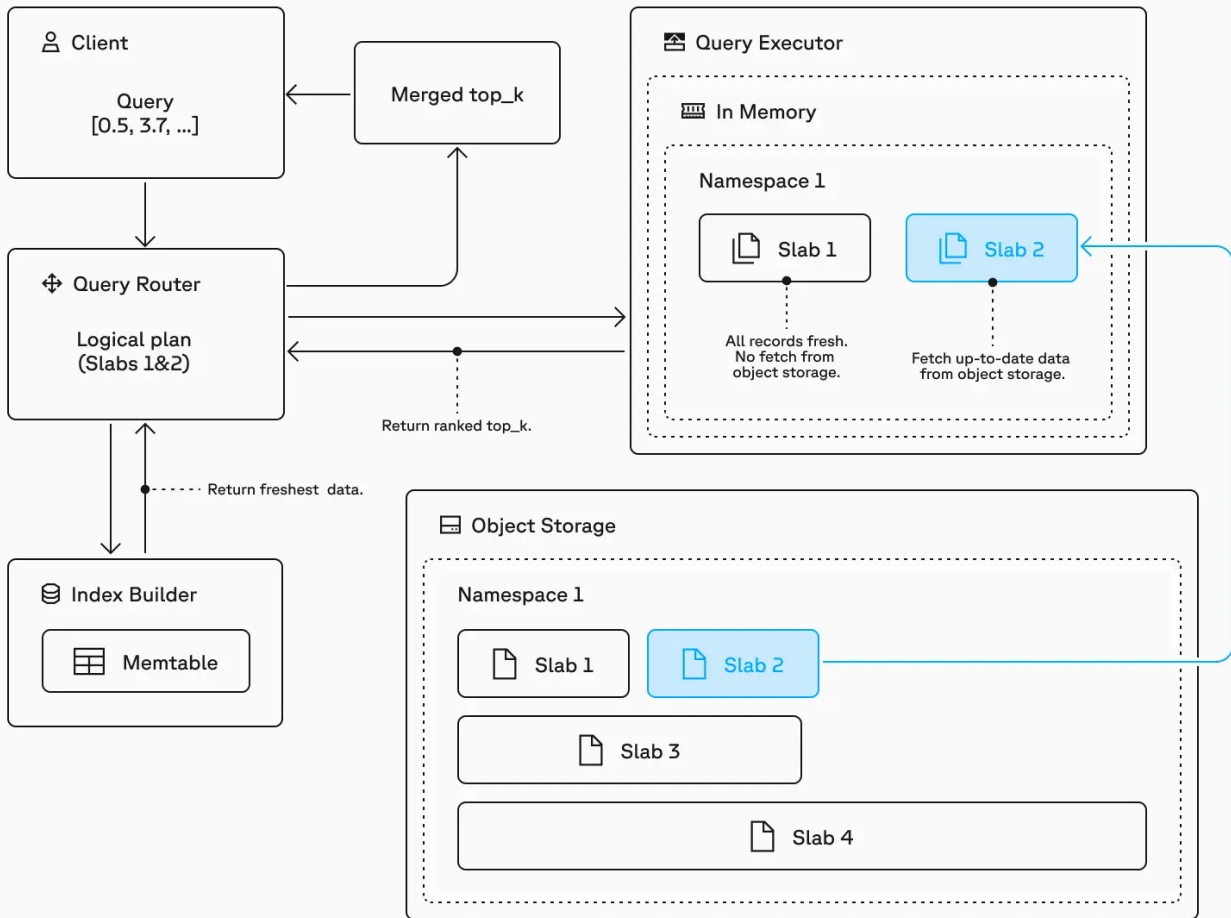 Client
Query
[0.5, 3.7, ...]
Merged top_k
Query Router
Logical plan
(Slabs 1&2)
Return ranked top_k.
Return freshest data.
Index Builder
Memtable
Query Executor
In Memory
Namespace 1
Slab 1
Slab 2
All records fresh.
No fetch from
object storage.
Fetch up-to-date data
from object storage.
Object Storage
Namespace 1
Slab 1
Slab 2
Slab 3
Slab 4